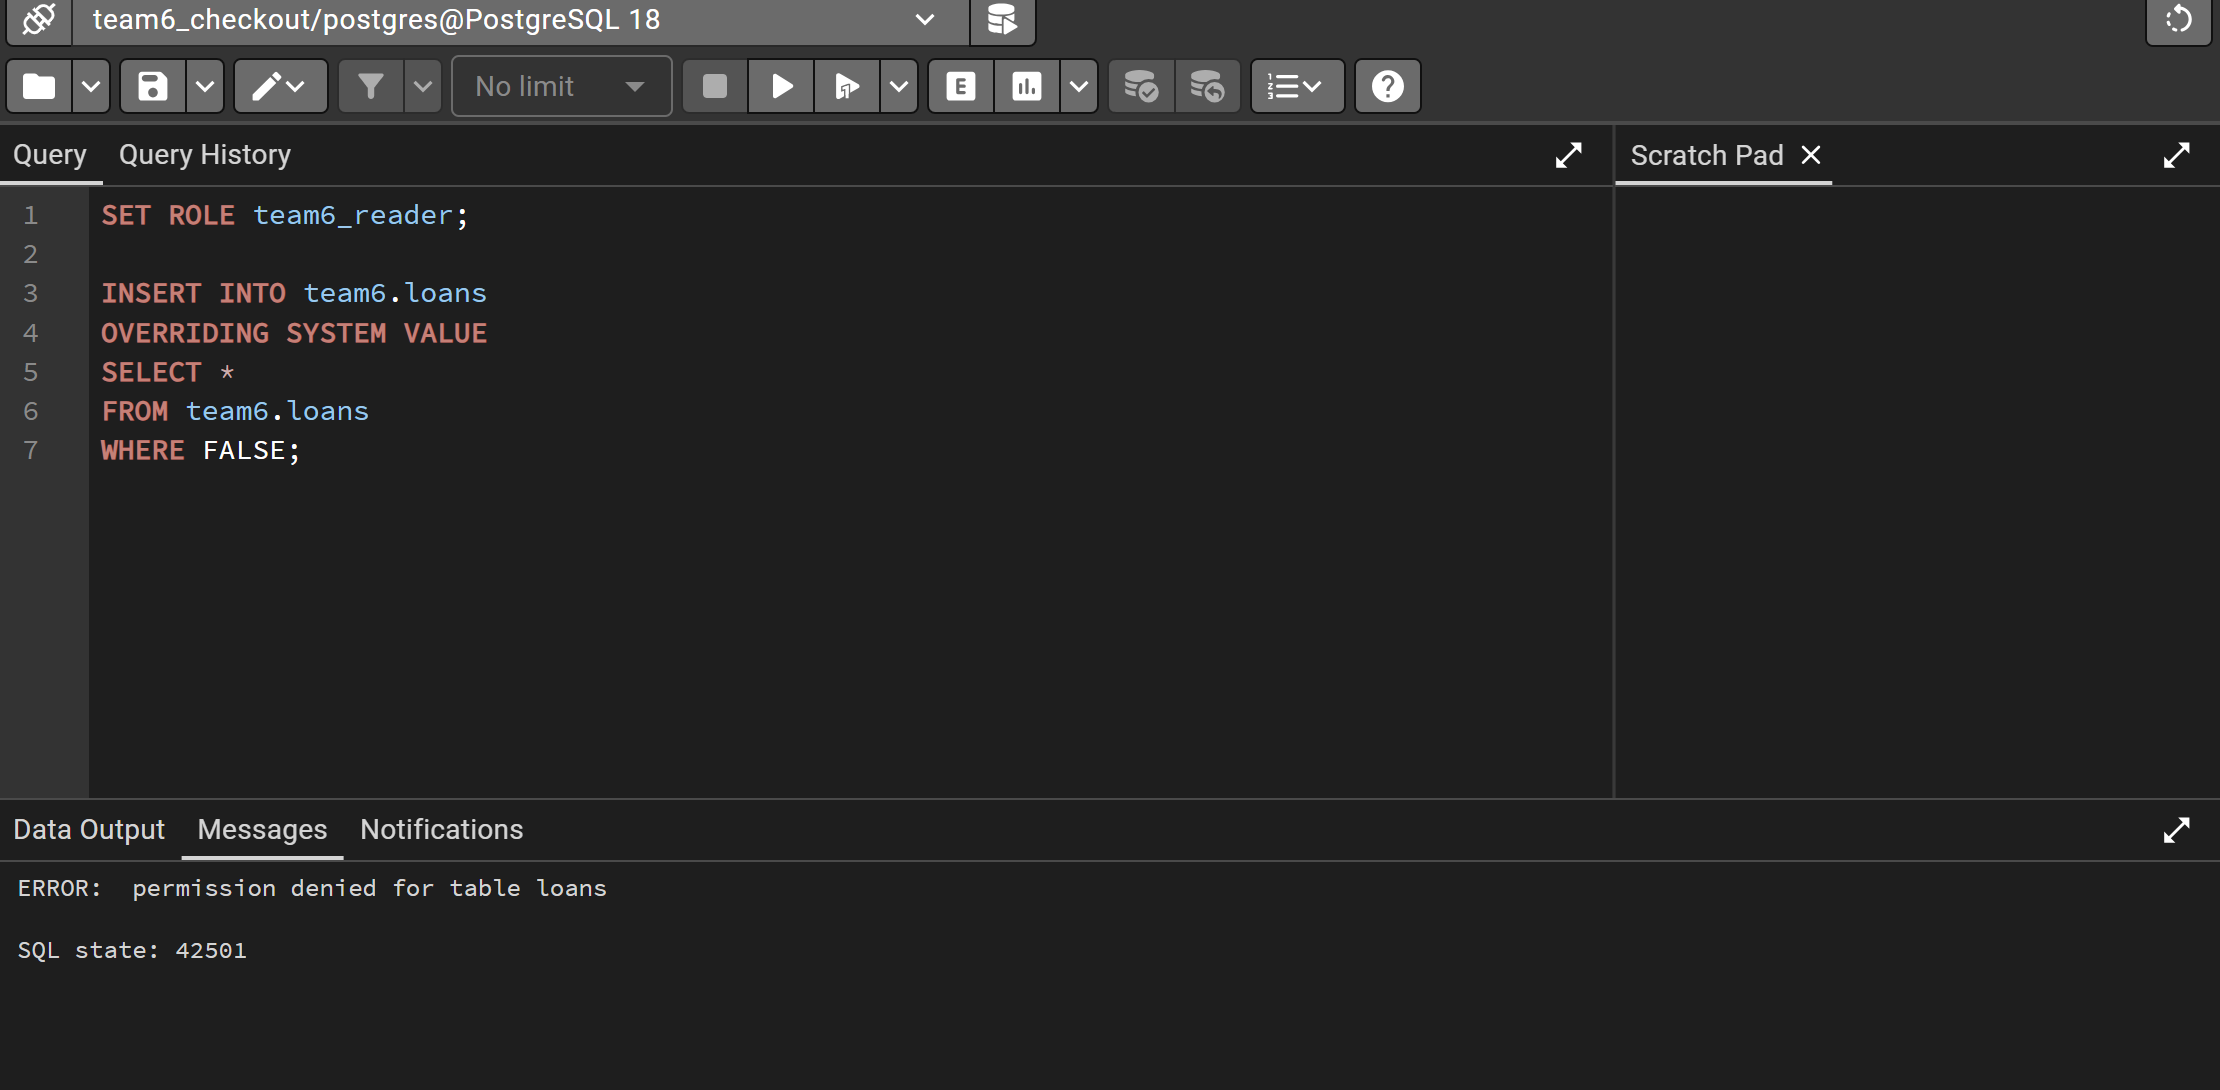 team6_checkout/postgres@PostgreSQL 18
No limit
E
Query Query History
Scratch Pad
1 SET ROLE team6_reader;
2
3 INSERT INTO team6.loans
4 OVERRIDING SYSTEM VALUE
5 SELECT *
6 FROM team6.loans
7 WHERE FALSE;
Data Output Messages Notifications
ERROR:  permission denied for table loans
SQL state: 42501